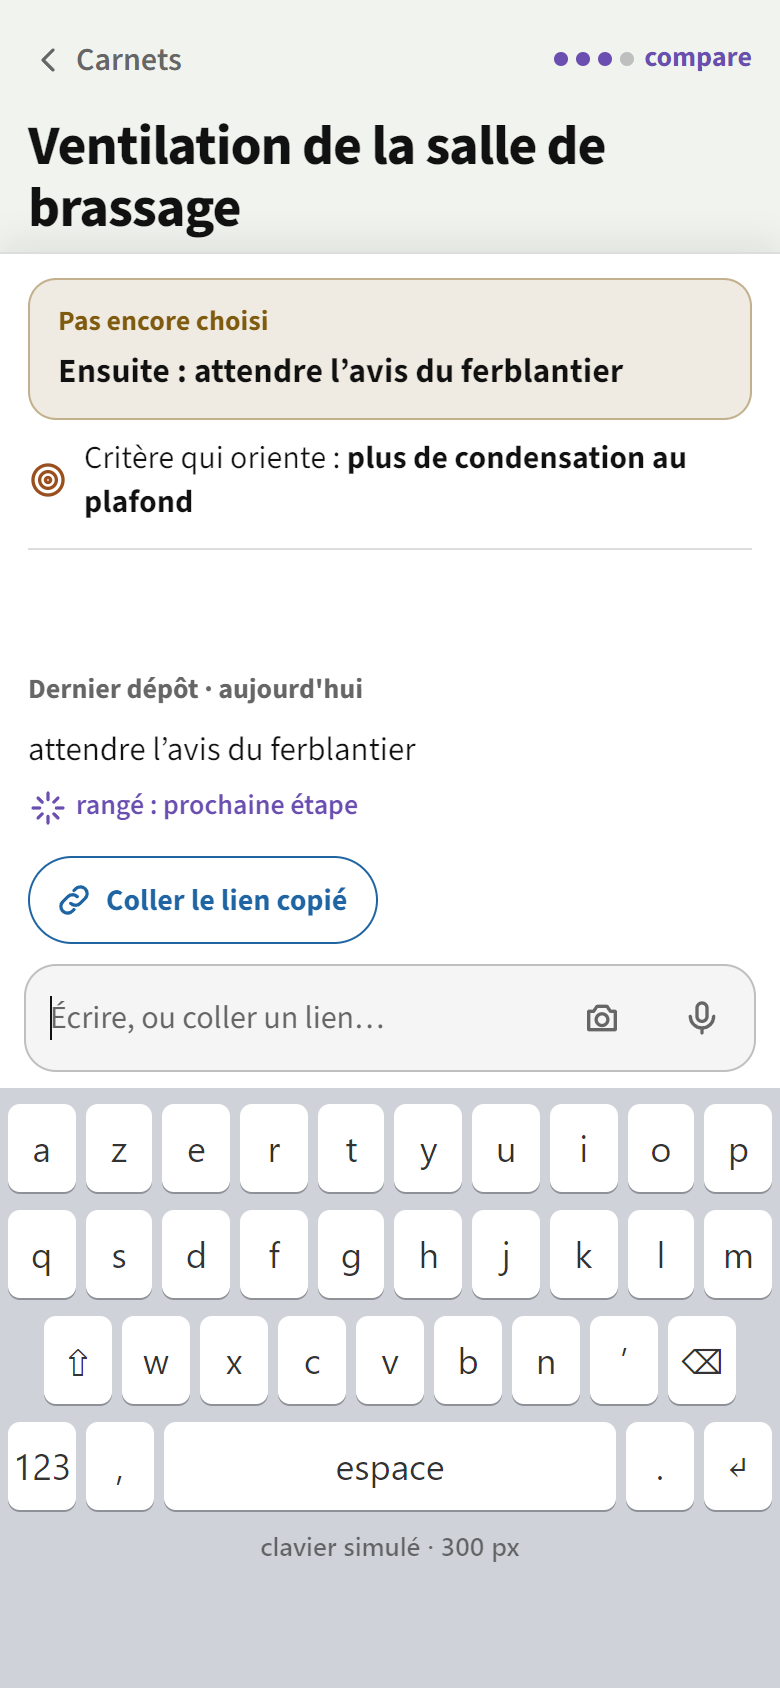 Carnets
compare
Ventilation de la salle de
brassage
Pas encore choisi
Ensuite : attendre l’avis du ferblantier
Critère qui oriente : plus de condensation au
plafond
Dernier dépôt · aujourd'hui
attendre l’avis du ferblantier
rangé : prochaine étape
Coller le lien copié
Écrire, ou coller un lien…
a z e r t y u i o p
q s d f g h j k l m
⇧ w x c v b n ’ ⌫
123 , espace . ↵
clavier simulé · 300 px